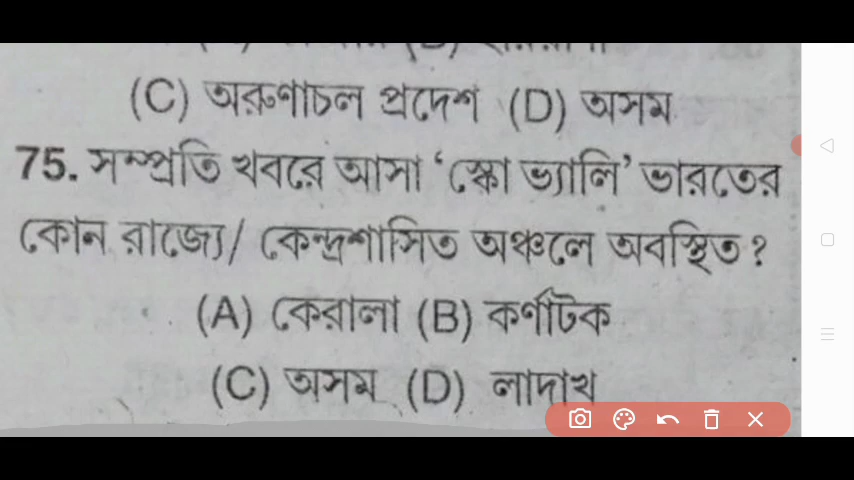 (C) অরুণাচল প্রদেশ (D) অসম
75. সম্প্রতি খবরে আসা 'স্কো ভ্যালি' ভারতের
কোন রাজ্যে/ কেন্দ্রশাসিত অঞ্চলে অবস্থিত?
(A) কেরালা (B) কর্ণাটক
(C) অসম (D) লাদাখ